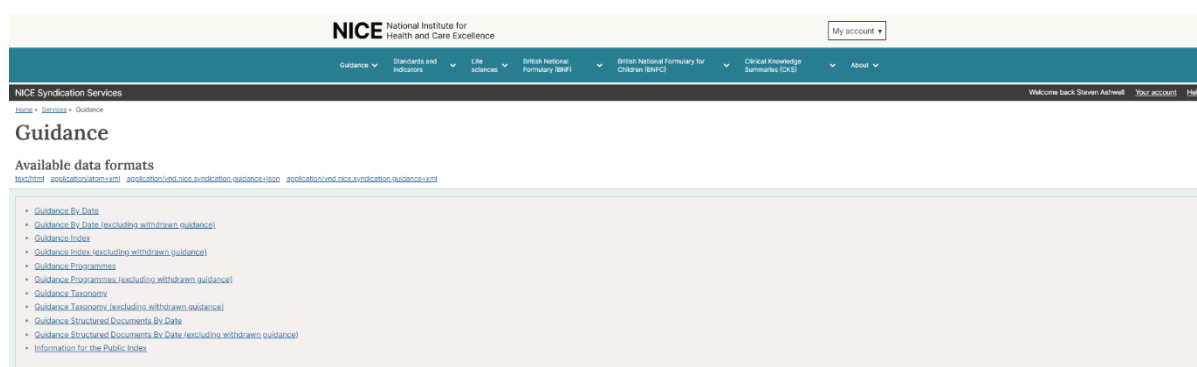 NICE National Institute for
Health and Care Excellence
My account ▾
Guidance
Standards and
Indicators
Life
sciences
British National
Formulary (BNF)
British National Formulary for
Children (BNFC)
Clinical Knowledge
Summaries (CKS)
About
NICE Syndication Services
Welcome back Steven Ashwell Your account Hel
Home › Services › Guidance
Guidance
Available data formats
text/html application/atom+xml application/vnd.nice.syndication.guidance+json application/vnd.nice.syndication.guidance+xml
• Guidance By Date
• Guidance By Date (excluding withdrawn guidance)
• Guidance Index
• Guidance Index (excluding withdrawn guidance)
• Guidance Programmes
• Guidance Programmes (excluding withdrawn guidance)
• Guidance Taxonomy
• Guidance Taxonomy (excluding withdrawn guidance)
• Guidance Structured Documents By Date
• Guidance Structured Documents By Date (excluding withdrawn guidance)
• Information for the Public Index